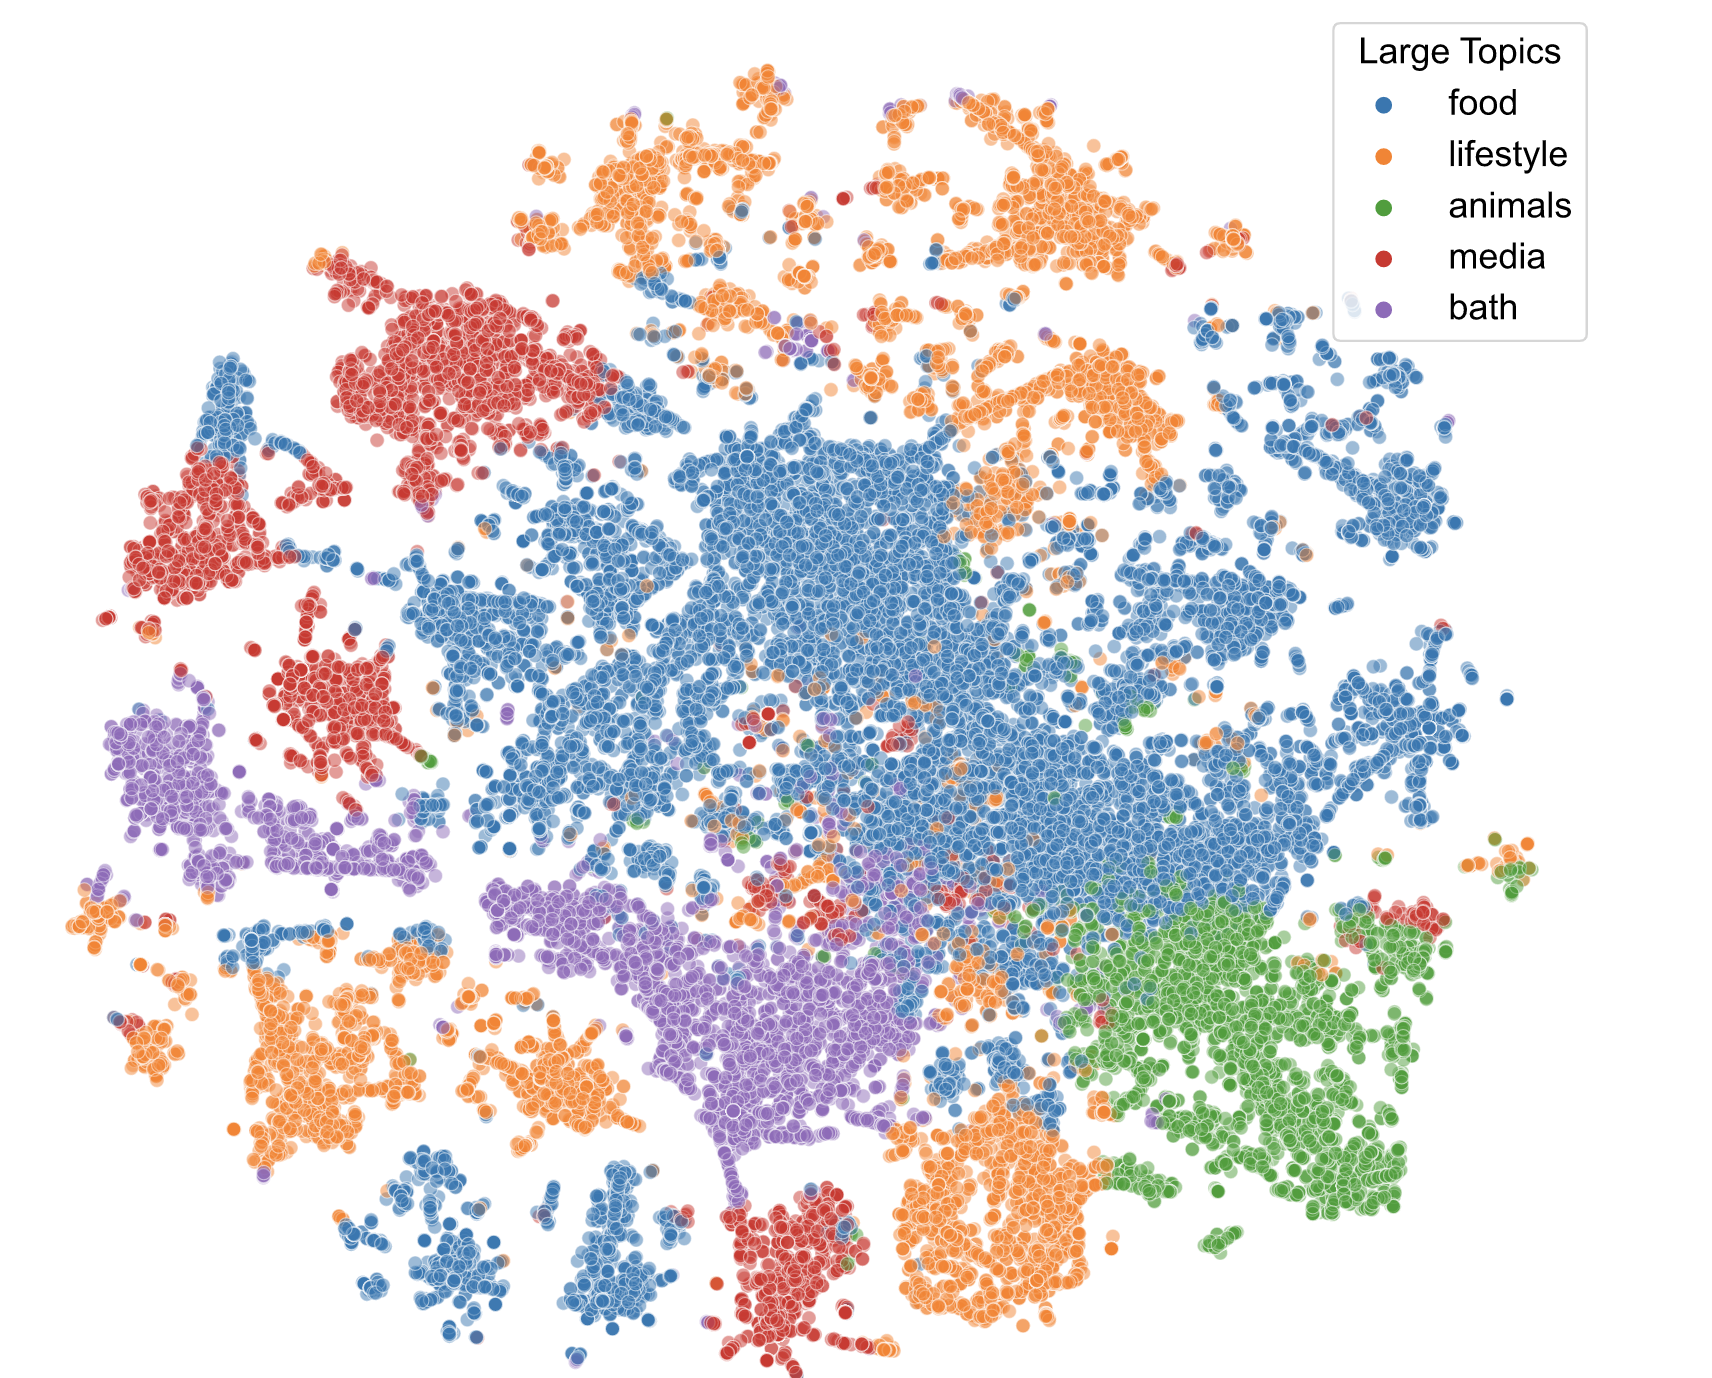 Large Topics
food
lifestyle
animals
media
bath